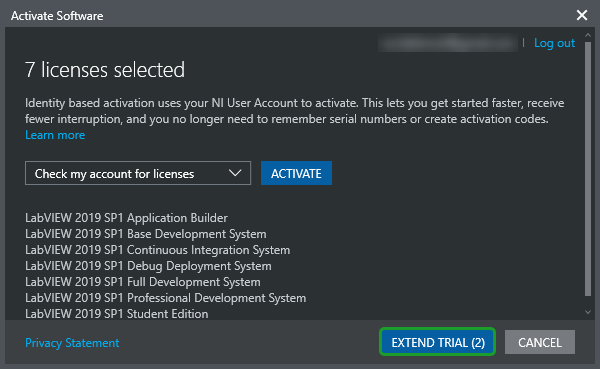 Activate Software
| Log out
7 licenses selected
Identity based activation uses your NI User Account to activate. This lets you get started faster, receive
fewer interruption, and you no longer need to remember serial numbers or create activation codes.
Learn more
Check my account for licenses
ACTIVATE
LabVIEW 2019 SP1 Application Builder
LabVIEW 2019 SP1 Base Development System
LabVIEW 2019 SP1 Continuous Integration System
LabVIEW 2019 SP1 Debug Deployment System
LabVIEW 2019 SP1 Full Development System
LabVIEW 2019 SP1 Professional Development System
LabVIEW 2019 SP1 Student Edition
Privacy Statement
EXTEND TRIAL (2)
CANCEL